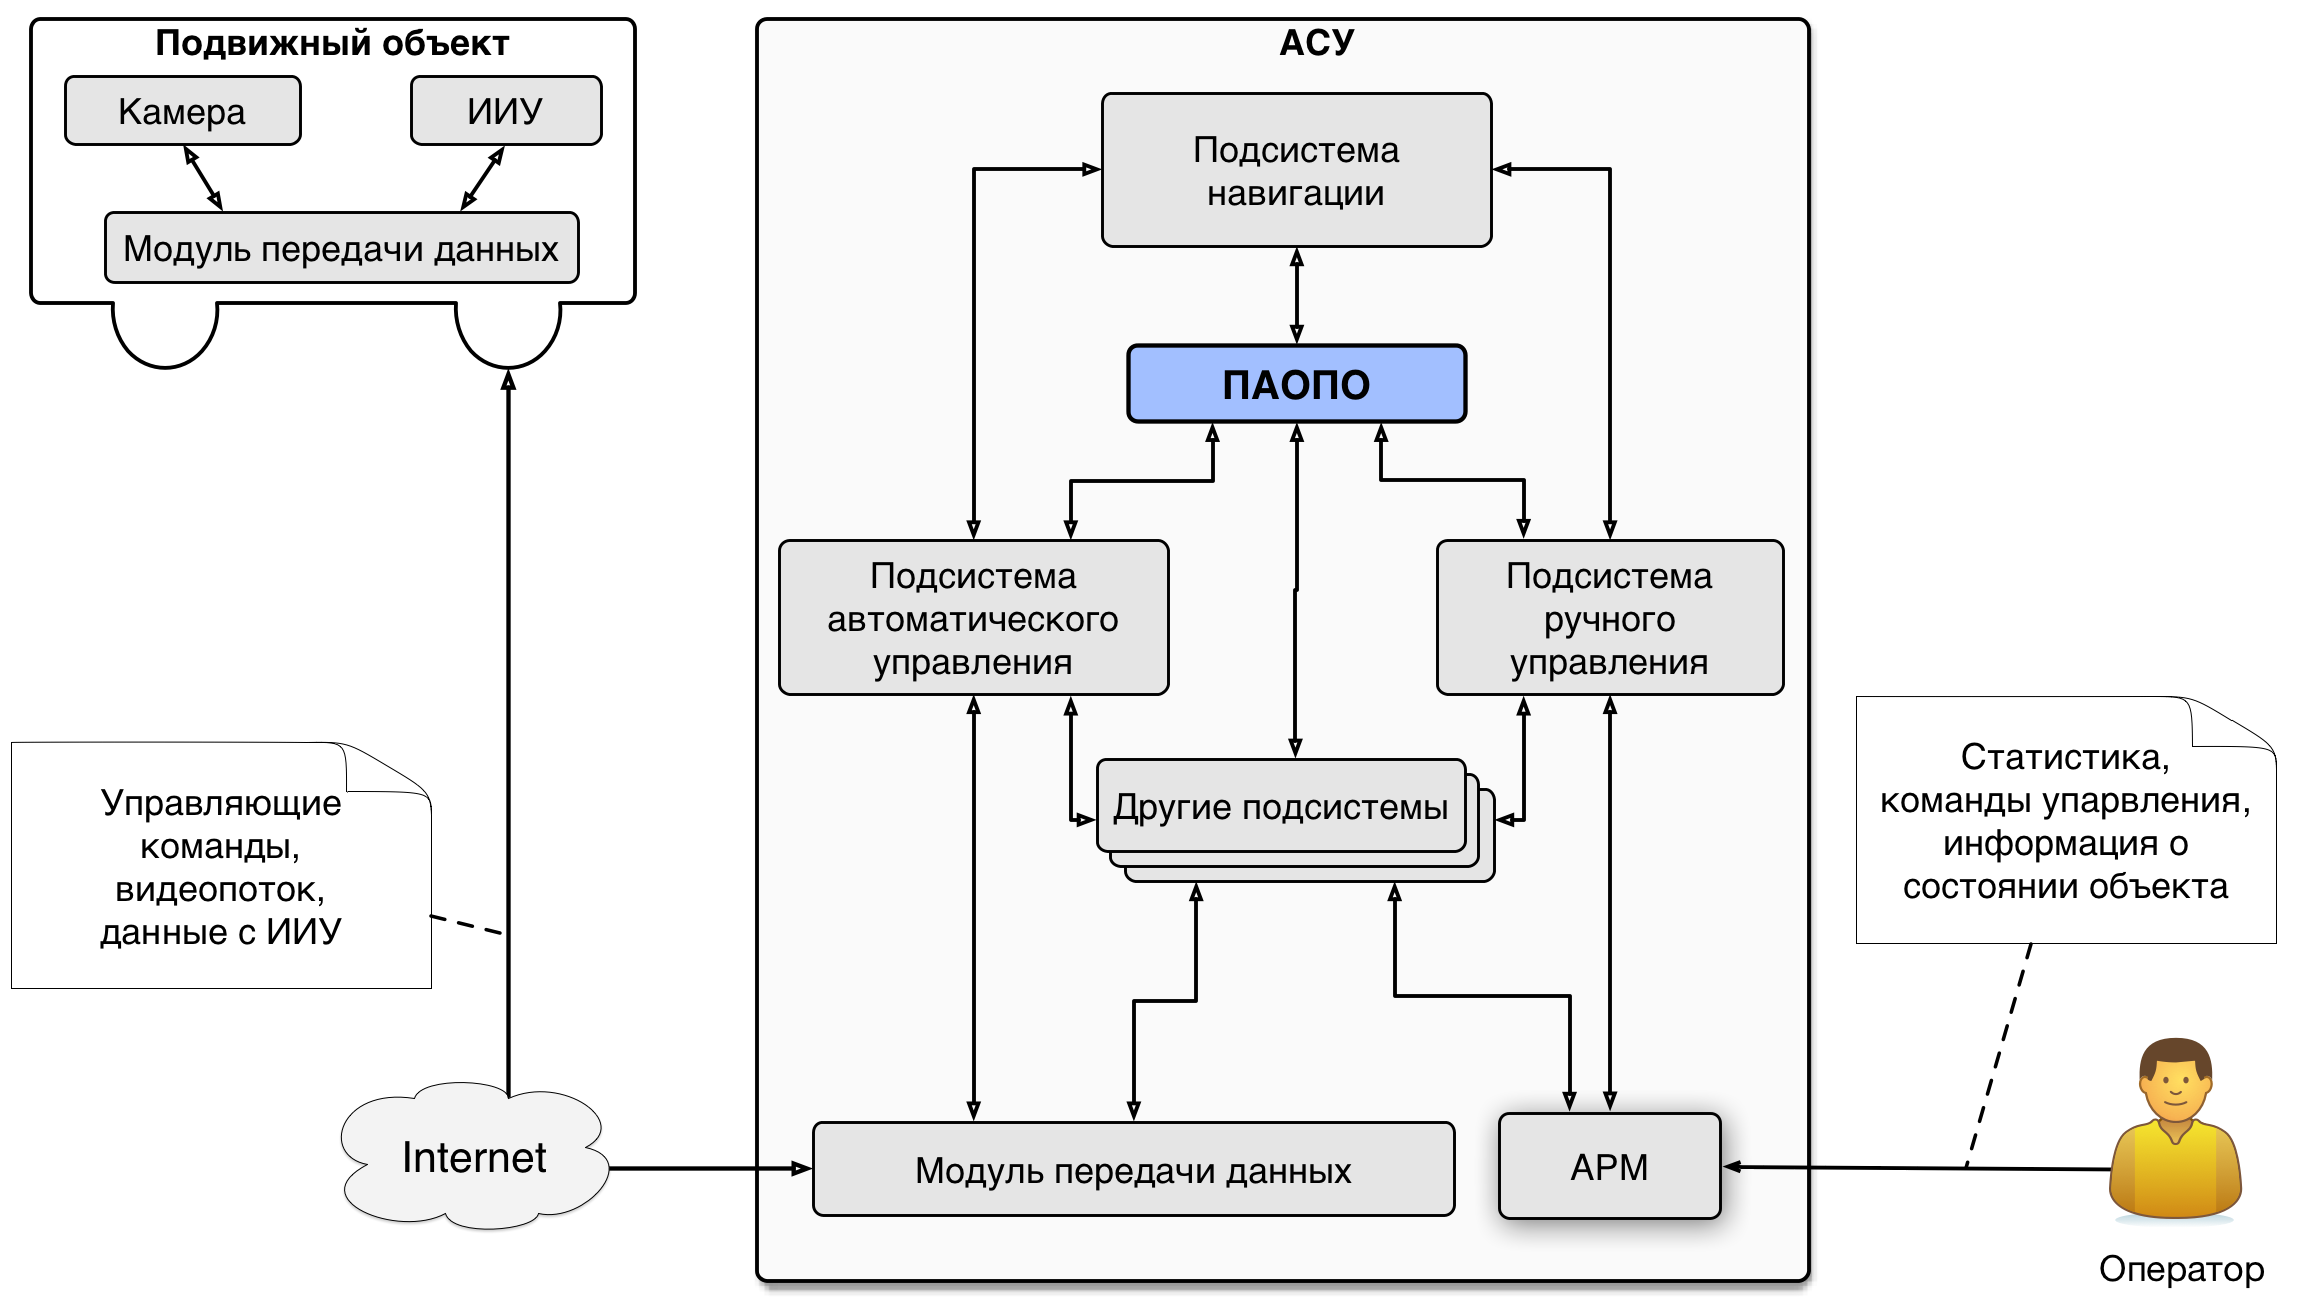 Подвижный объект
Камера
ИИУ
Модуль передачи данных
АСУ
Подсистема
навигации
ПАОПО
Подсистема
автоматического
управления
Подсистема
ручного
управления
Другие подсистемы
Управляющие
команды,
видеопоток,
данные с ИИУ
Статистика,
команды упарвления,
информация о
состоянии объекта
Internet
Модуль передачи данных
АРМ
Оператор